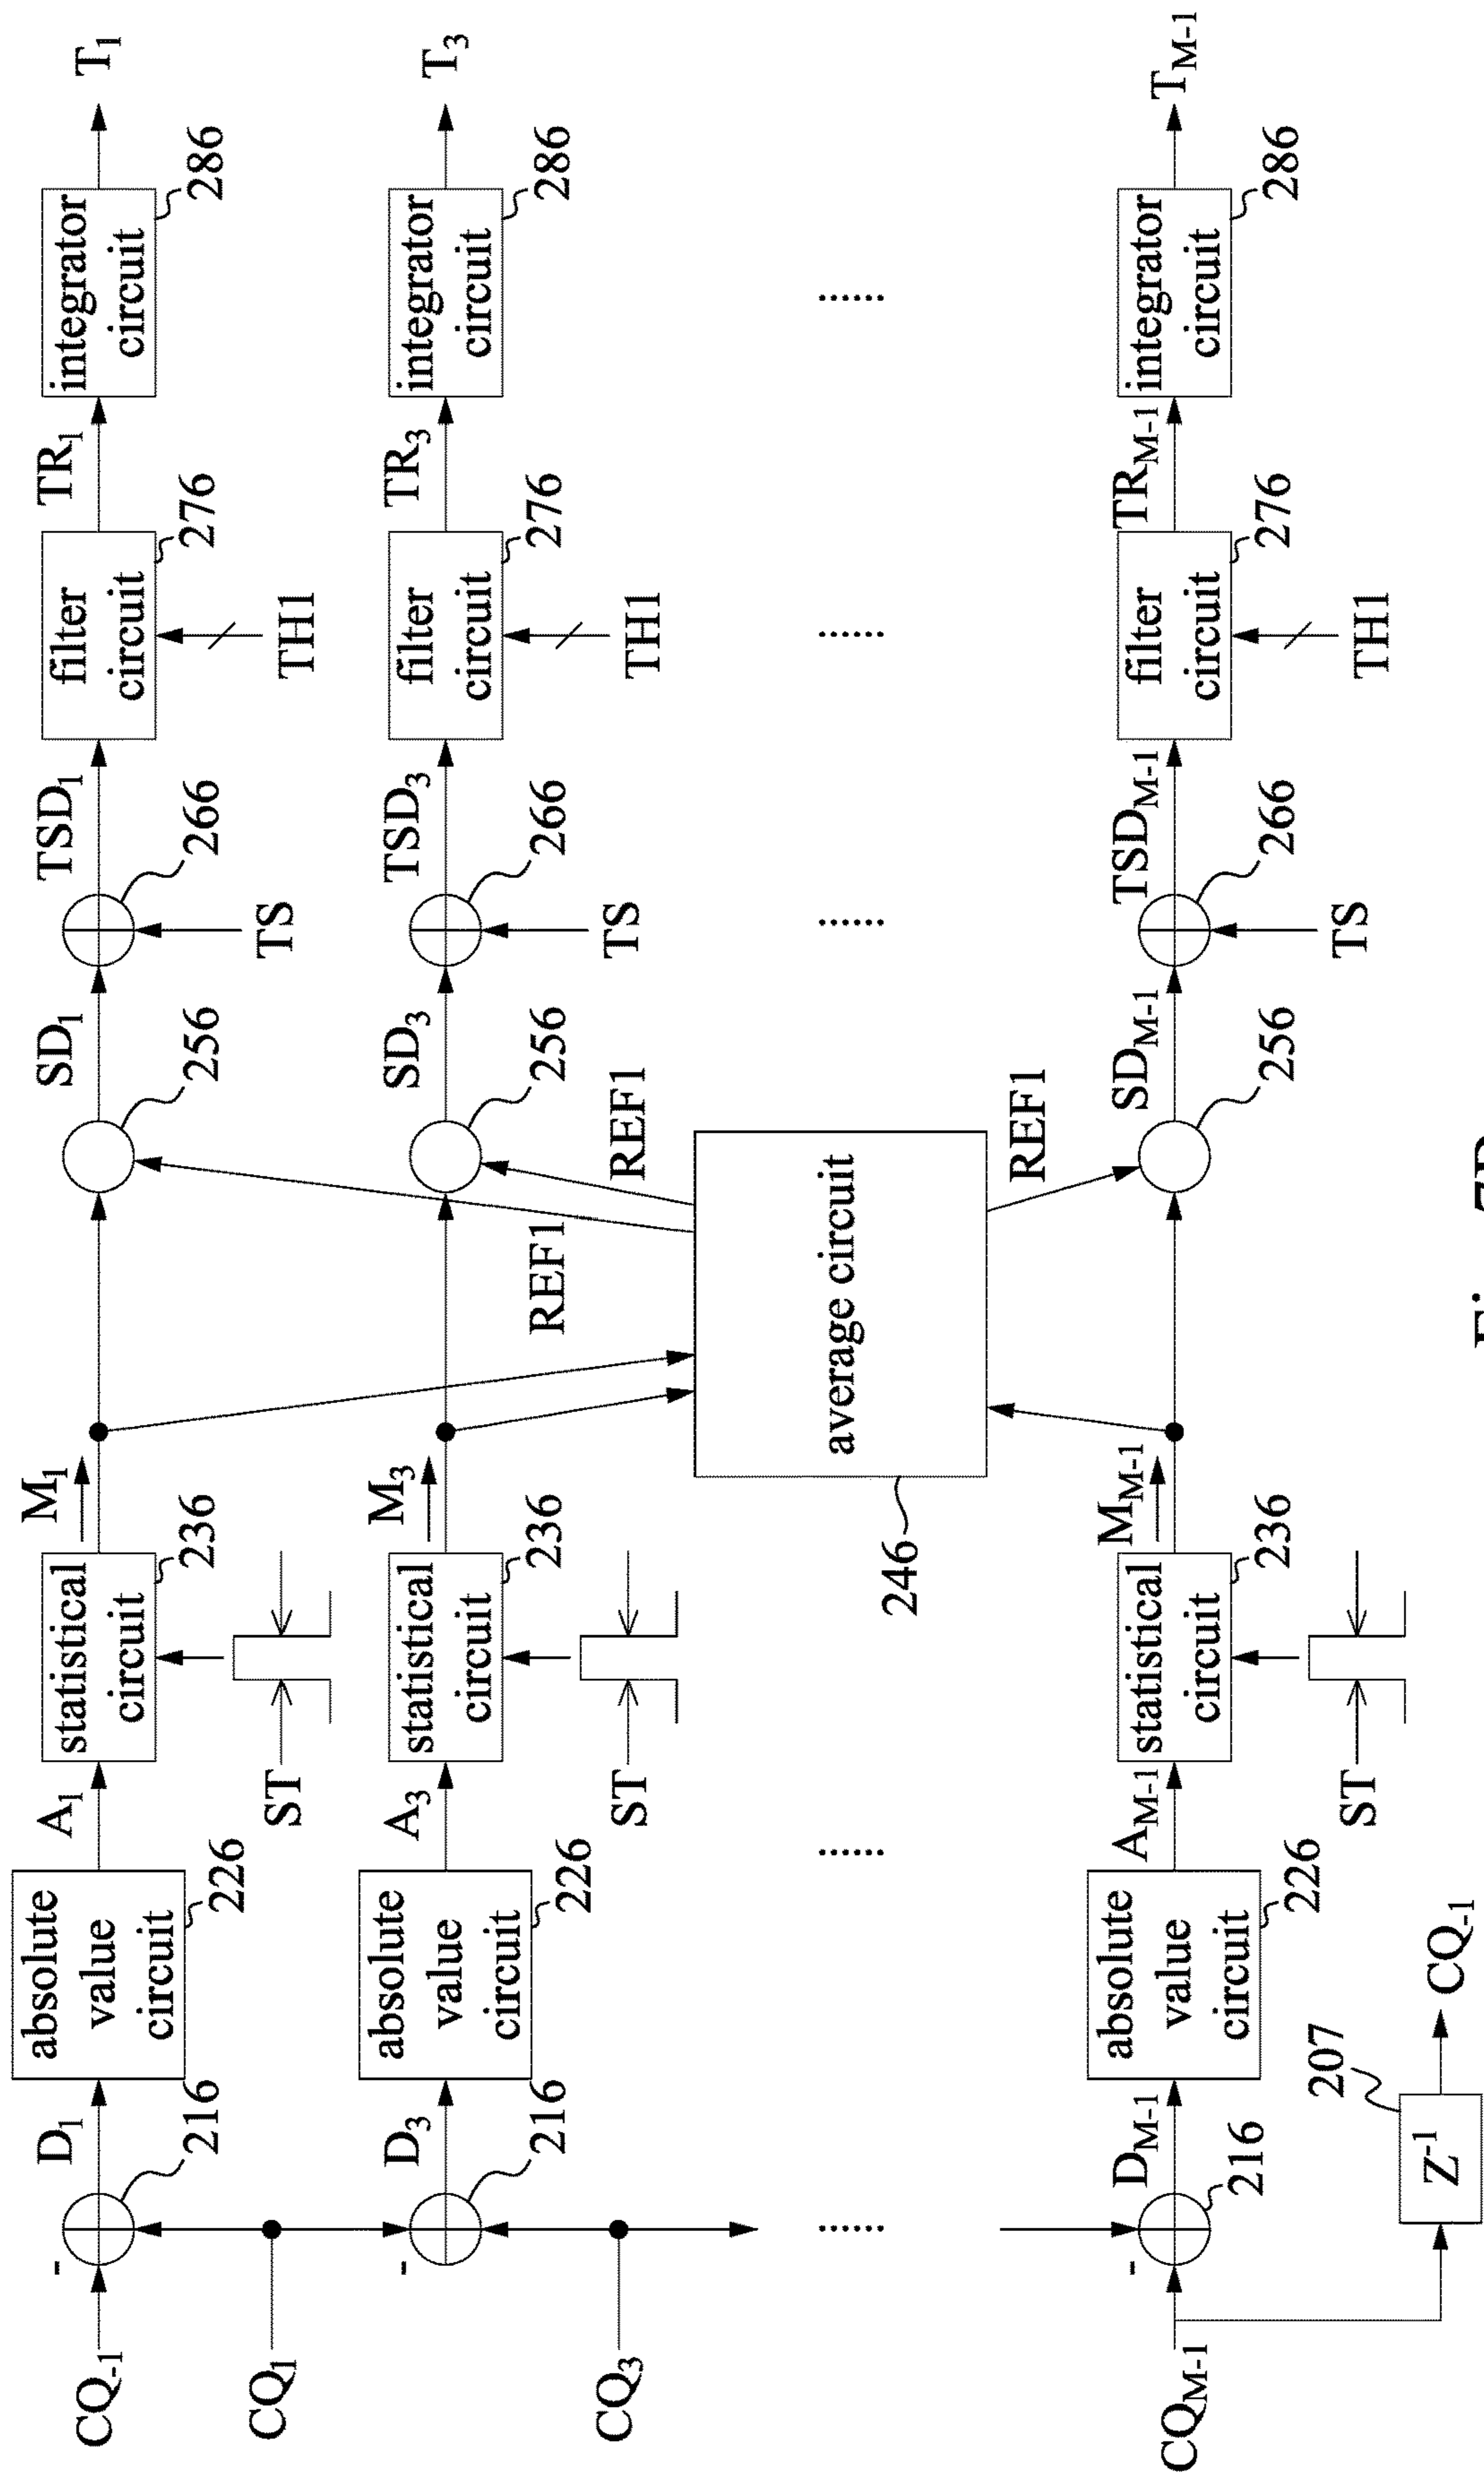 CQ-1
-
D1
216
absolute
value
circuit
226
A1
statistical
circuit
236
ST
M1
SD1
256
TSD1
266
TS
filter
circuit
276
TH1
TR1
integrator
circuit
286
T1
CQ1
-
D3
216
absolute
value
circuit
226
A3
statistical
circuit
236
ST
M3
REF1
SD3
256
REF1
TSD3
266
TS
filter
circuit
276
TH1
TR3
integrator
circuit
286
T3
CQ3
246
average circuit
REF1
......
......
......
......
......
CQM-1
-
DM-1
216
absolute
value
circuit
226
AM-1
statistical
circuit
236
ST
MM-1
SDM-1
256
TSDM-1
266
TS
filter
circuit
276
TH1
TRM-1
integrator
circuit
286
TM-1
207
Z-1
CQ-1